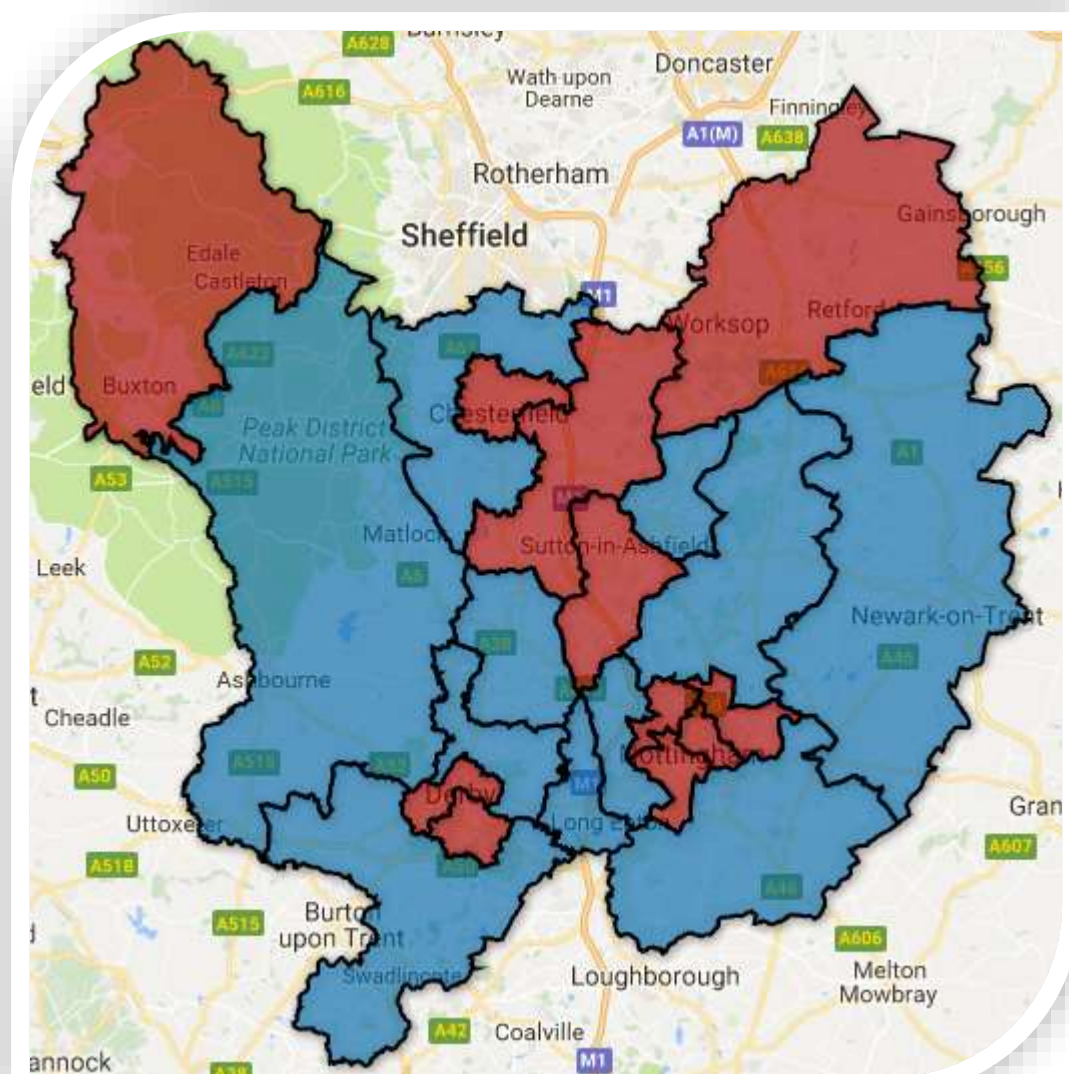 Barnsley
A628
A616
Wath upon
Dearne
Doncaster
Finningley
A1(M)
A638
Rotherham
Sheffield
Gainsborough
Edale
Castleton
M1
Worksop
Retford
eld
Buxton
A6
Chesterfield
Peak District
National Park
A515
A53
A1
M1
Matlock
Sutton-in-Ashfield
Leek
A6
Newark-on-Trent
A38
A46
A52
Ashbourne
t
Cheadle
A50
A52
Nottingham
M1
Derby
Gran
Uttoxeter
Long Eaton
A607
A518
A46
A515
Burton
upon Trent
A606
Swadlincote
Loughborough
Melton
Mowbray
A42
Coalville
annock
A38
M1